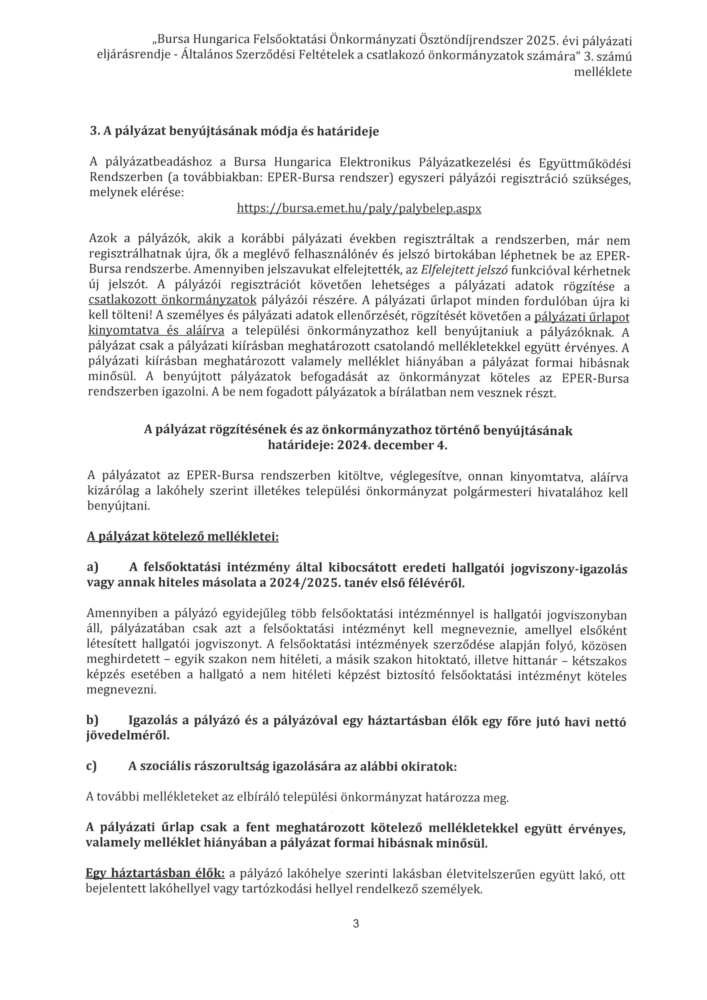 „Bursa Hungarica Felsőoktatási Önkormányzati Ösztöndíjrendszer 2025. évi pályázati
eljárásrendje - Általános Szerződési Feltételek a csatlakozó önkormányzatok számára” 3. számú
melléklete
3. A pályázat benyújtásának módja és határideje
A pályázatbeadáshoz a Bursa Hungarica Elektronikus Pályázatkezelési és Együttműködési
Rendszerben (a továbbiakban: EPER-Bursa rendszer) egyszeri pályázói regisztráció szükséges,
melynek elérése:
https://bursa.emet.hu/paly/palybelep.aspx
Azok a pályázók, akik a korábbi pályázati években regisztráltak a rendszerben, már nem
regisztrálhatnak újra, ők a meglévő felhasználónév és jelszó birtokában léphetnek be az EPER-
Bursa rendszerbe. Amennyiben jelszavukat elfelejtették, az Elfelejtett jelszó funkcióval kérhetnek
új jelszót. A pályázói regisztrációt követően lehetséges a pályázati adatok rögzítése a
csatlakozott önkormányzatok pályázói részére. A pályázati űrlapot minden fordulóban újra ki
kell tölteni! A személyes és pályázati adatok ellenőrzését, rögzítését követően a pályázati űrlapot
kinyomtatva és aláírva a települési önkormányzathoz kell benyújtaniuk a pályázóknak. A
pályázat csak a pályázati kiírásban meghatározott csatolandó mellékletekkel együtt érvényes. A
pályázati kiírásban meghatározott valamely melléklet hiányában a pályázat formai hibásnak
minősül. A benyújtott pályázatok befogadását az önkormányzat köteles az EPER-Bursa
rendszerben igazolni. A be nem fogadott pályázatok a bírálatban nem vesznek részt.
A pályázat rögzítésének és az önkormányzathoz történő benyújtásának
határideje: 2024. december 4.
A pályázatot az EPER-Bursa rendszerben kitöltve, véglegesítve, onnan kinyomtatva, aláírva
kizárólag a lakóhely szerint illetékes települési önkormányzat polgármesteri hivatalához kell
benyújtani.
A pályázat kötelező mellékletei:
a) A felsőoktatási intézmény által kibocsátott eredeti hallgatói jogviszony-igazolás
vagy annak hiteles másolata a 2024/2025. tanév első félévéről.
Amennyiben a pályázó egyidejűleg több felsőoktatási intézménnyel is hallgatói jogviszonyban
áll, pályázatában csak azt a felsőoktatási intézményt kell megneveznie, amellyel elsőként
létesített hallgatói jogviszonyt. A felsőoktatási intézmények szerződése alapján folyó, közösen
meghirdetett – egyik szakon nem hitéleti, a másik szakon hitoktató, illetve hittanár – kétszakos
képzés esetében a hallgató a nem hitéleti képzést biztosító felsőoktatási intézményt köteles
megnevezni.
b) Igazolás a pályázó és a pályázóval egy háztartásban élők egy főre jutó havi nettó
jövedelméről.
c) A szociális rászorultság igazolására az alábbi okiratok:
A további mellékleteket az elbíráló települési önkormányzat határozza meg.
A pályázati űrlap csak a fent meghatározott kötelező mellékletekkel együtt érvényes,
valamely melléklet hiányában a pályázat formai hibásnak minősül.
Egy háztartásban élők: a pályázó lakóhelye szerinti lakásban életvitelszerűen együtt lakó, ott
bejelentett lakóhellyel vagy tartózkodási hellyel rendelkező személyek.
3